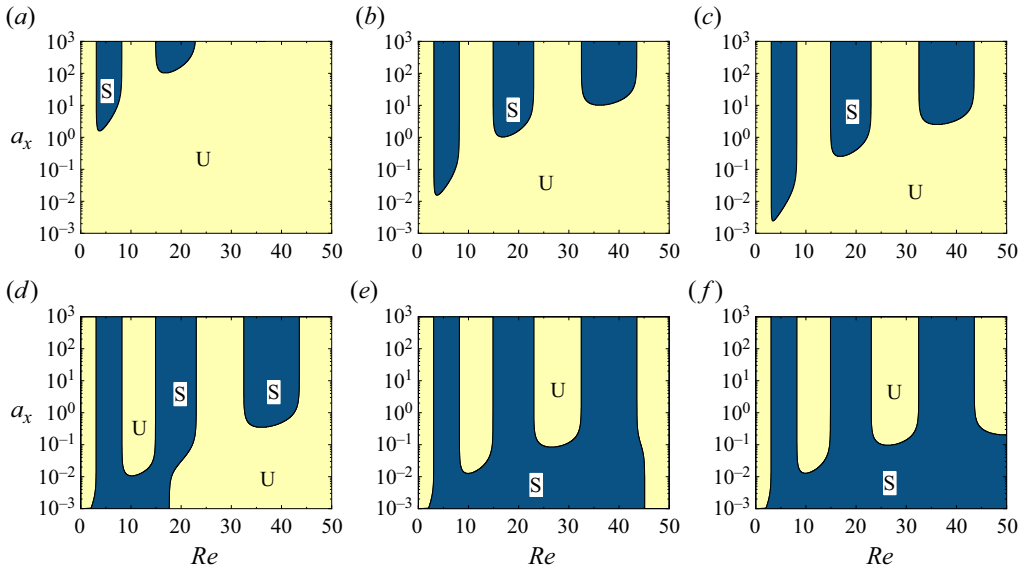 (a) (b) (c)
10³ 10³ 10³
10² 10² 10²
S S S
10¹ 10¹ 10¹
aₓ 10⁰ 10⁰ 10⁰
U U U
10⁻¹ 10⁻¹ 10⁻¹
10⁻² 10⁻² 10⁻²
10⁻³ 10⁻³ 10⁻³
0 10 20 30 40 50 0 10 20 30 40 50 0 10 20 30 40 50
(d) (e) (f)
10³ 10³ 10³
10² 10² 10²
10¹ S S 10¹ U 10¹ U
aₓ 10⁰ U 10⁰ 10⁰
10⁻¹ 10⁻¹ 10⁻¹
10⁻² U 10⁻² S 10⁻² S
10⁻³ 10⁻³ 10⁻³
0 10 20 30 40 50 0 10 20 30 40 50 0 10 20 30 40 50
Re Re Re